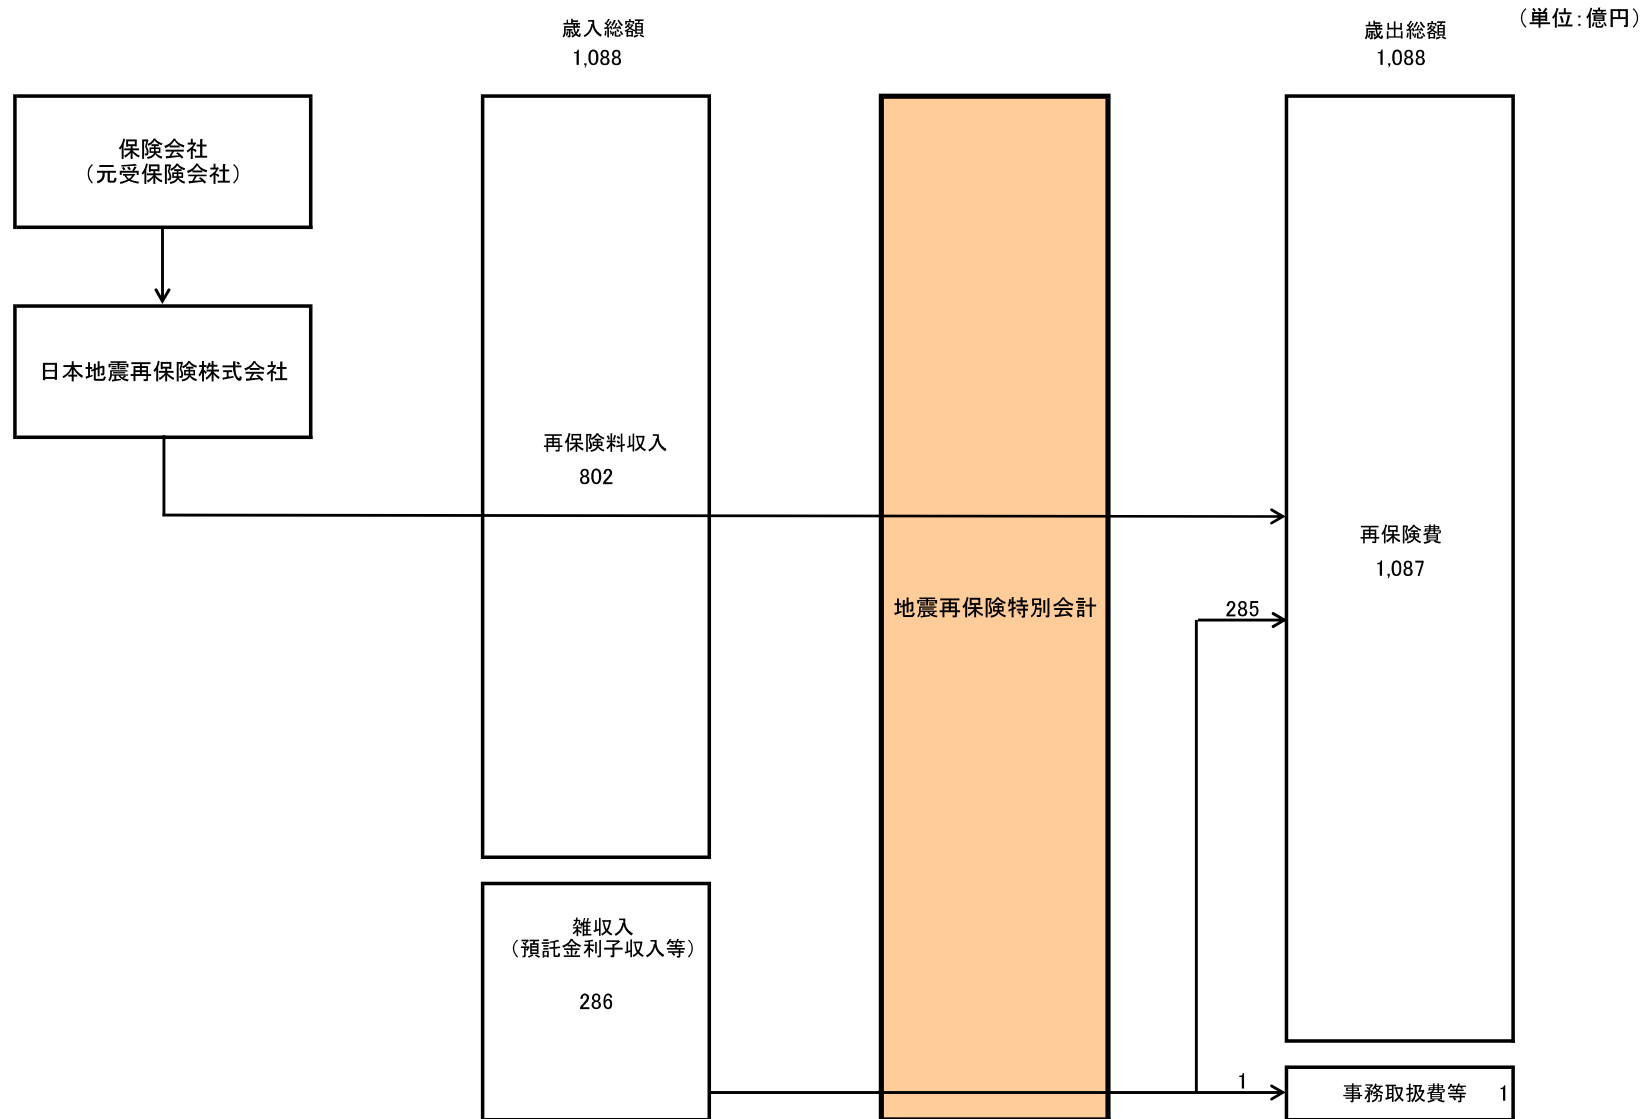 （単位：億円）
歳入総額
1,088
歳出総額
1,088
保険会社
（元受保険会社）
日本地震再保険株式会社
再保険料収入
802
地震再保険特別会計
再保険費
1,087
285
雑収入
（預託金利子収入等）
286
1
事務取扱費等 1